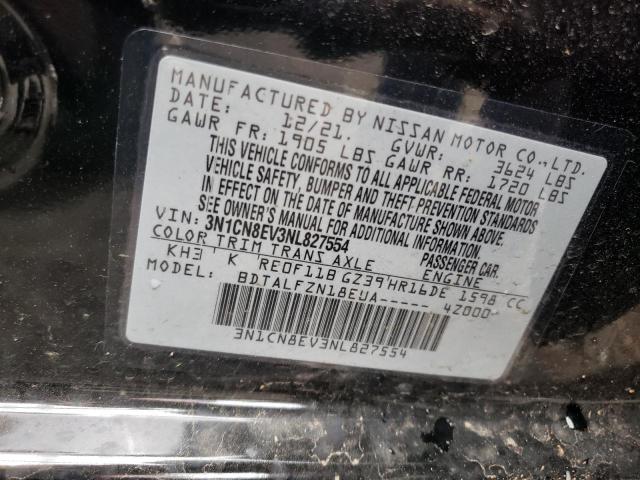 MANUFACTURED BY NISSAN MOTOR CO.,LTD.
DATE: 12/21. GVWR: 3624 LBS
GAWR FR: 1905 LBS GAWR RR: 1720 LBS
THIS VEHICLE CONFORMS TO ALL APPLICABLE FEDERAL MOTOR
VEHICLE SAFETY, BUMPER AND THEFT PREVENTION STANDARDS
IN EFFECT ON THE DATE OF MANUFACTURE SHOWN ABOVE.
SEE OWNER'S MANUAL FOR ADDITIONAL INFORMATION.
VIN: 3N1CN8EV3NL827554 PASSENGER CAR.
COLOR TRIM TRANS AXLE ENGINE
KH3 K RE0F11B GZ39 HR16DE 1598 CC
MODEL: BDTALFZN18EUA----- 42000
3N1CN8EV3NL827554